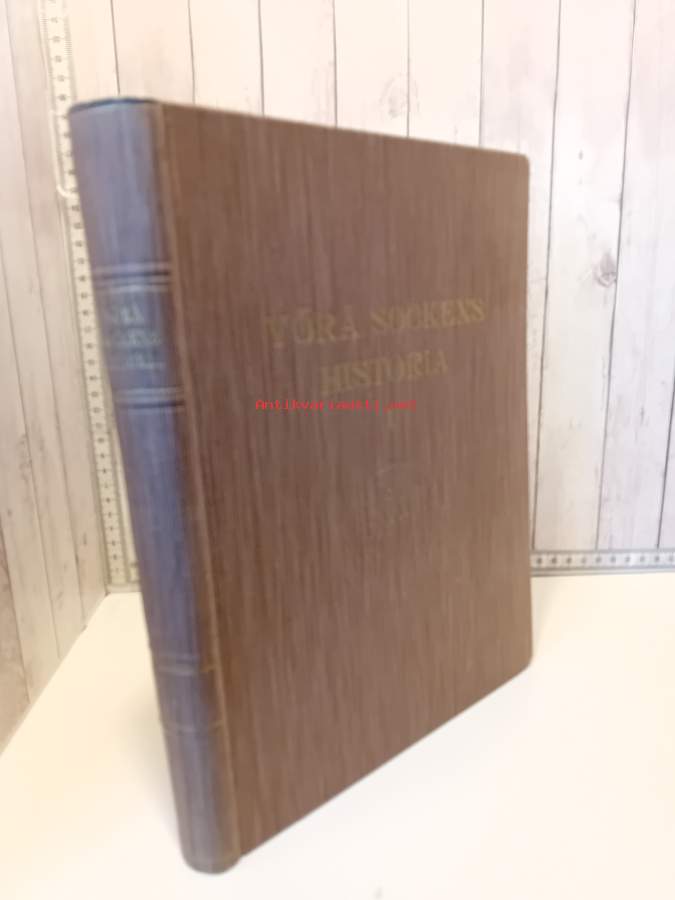 VÖRA SOCKENS
HISTORIA
Antikvariaatti.net